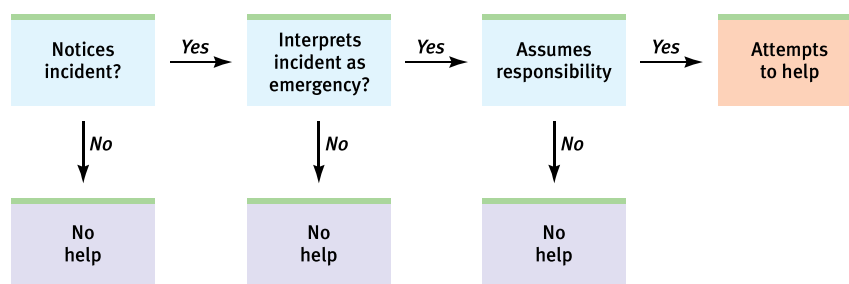 Notices
incident?
Yes
Interprets
incident as
emergency?
Yes
Assumes
responsibility
Yes
Attempts
to help
No
No
No
No
help
No
help
No
help